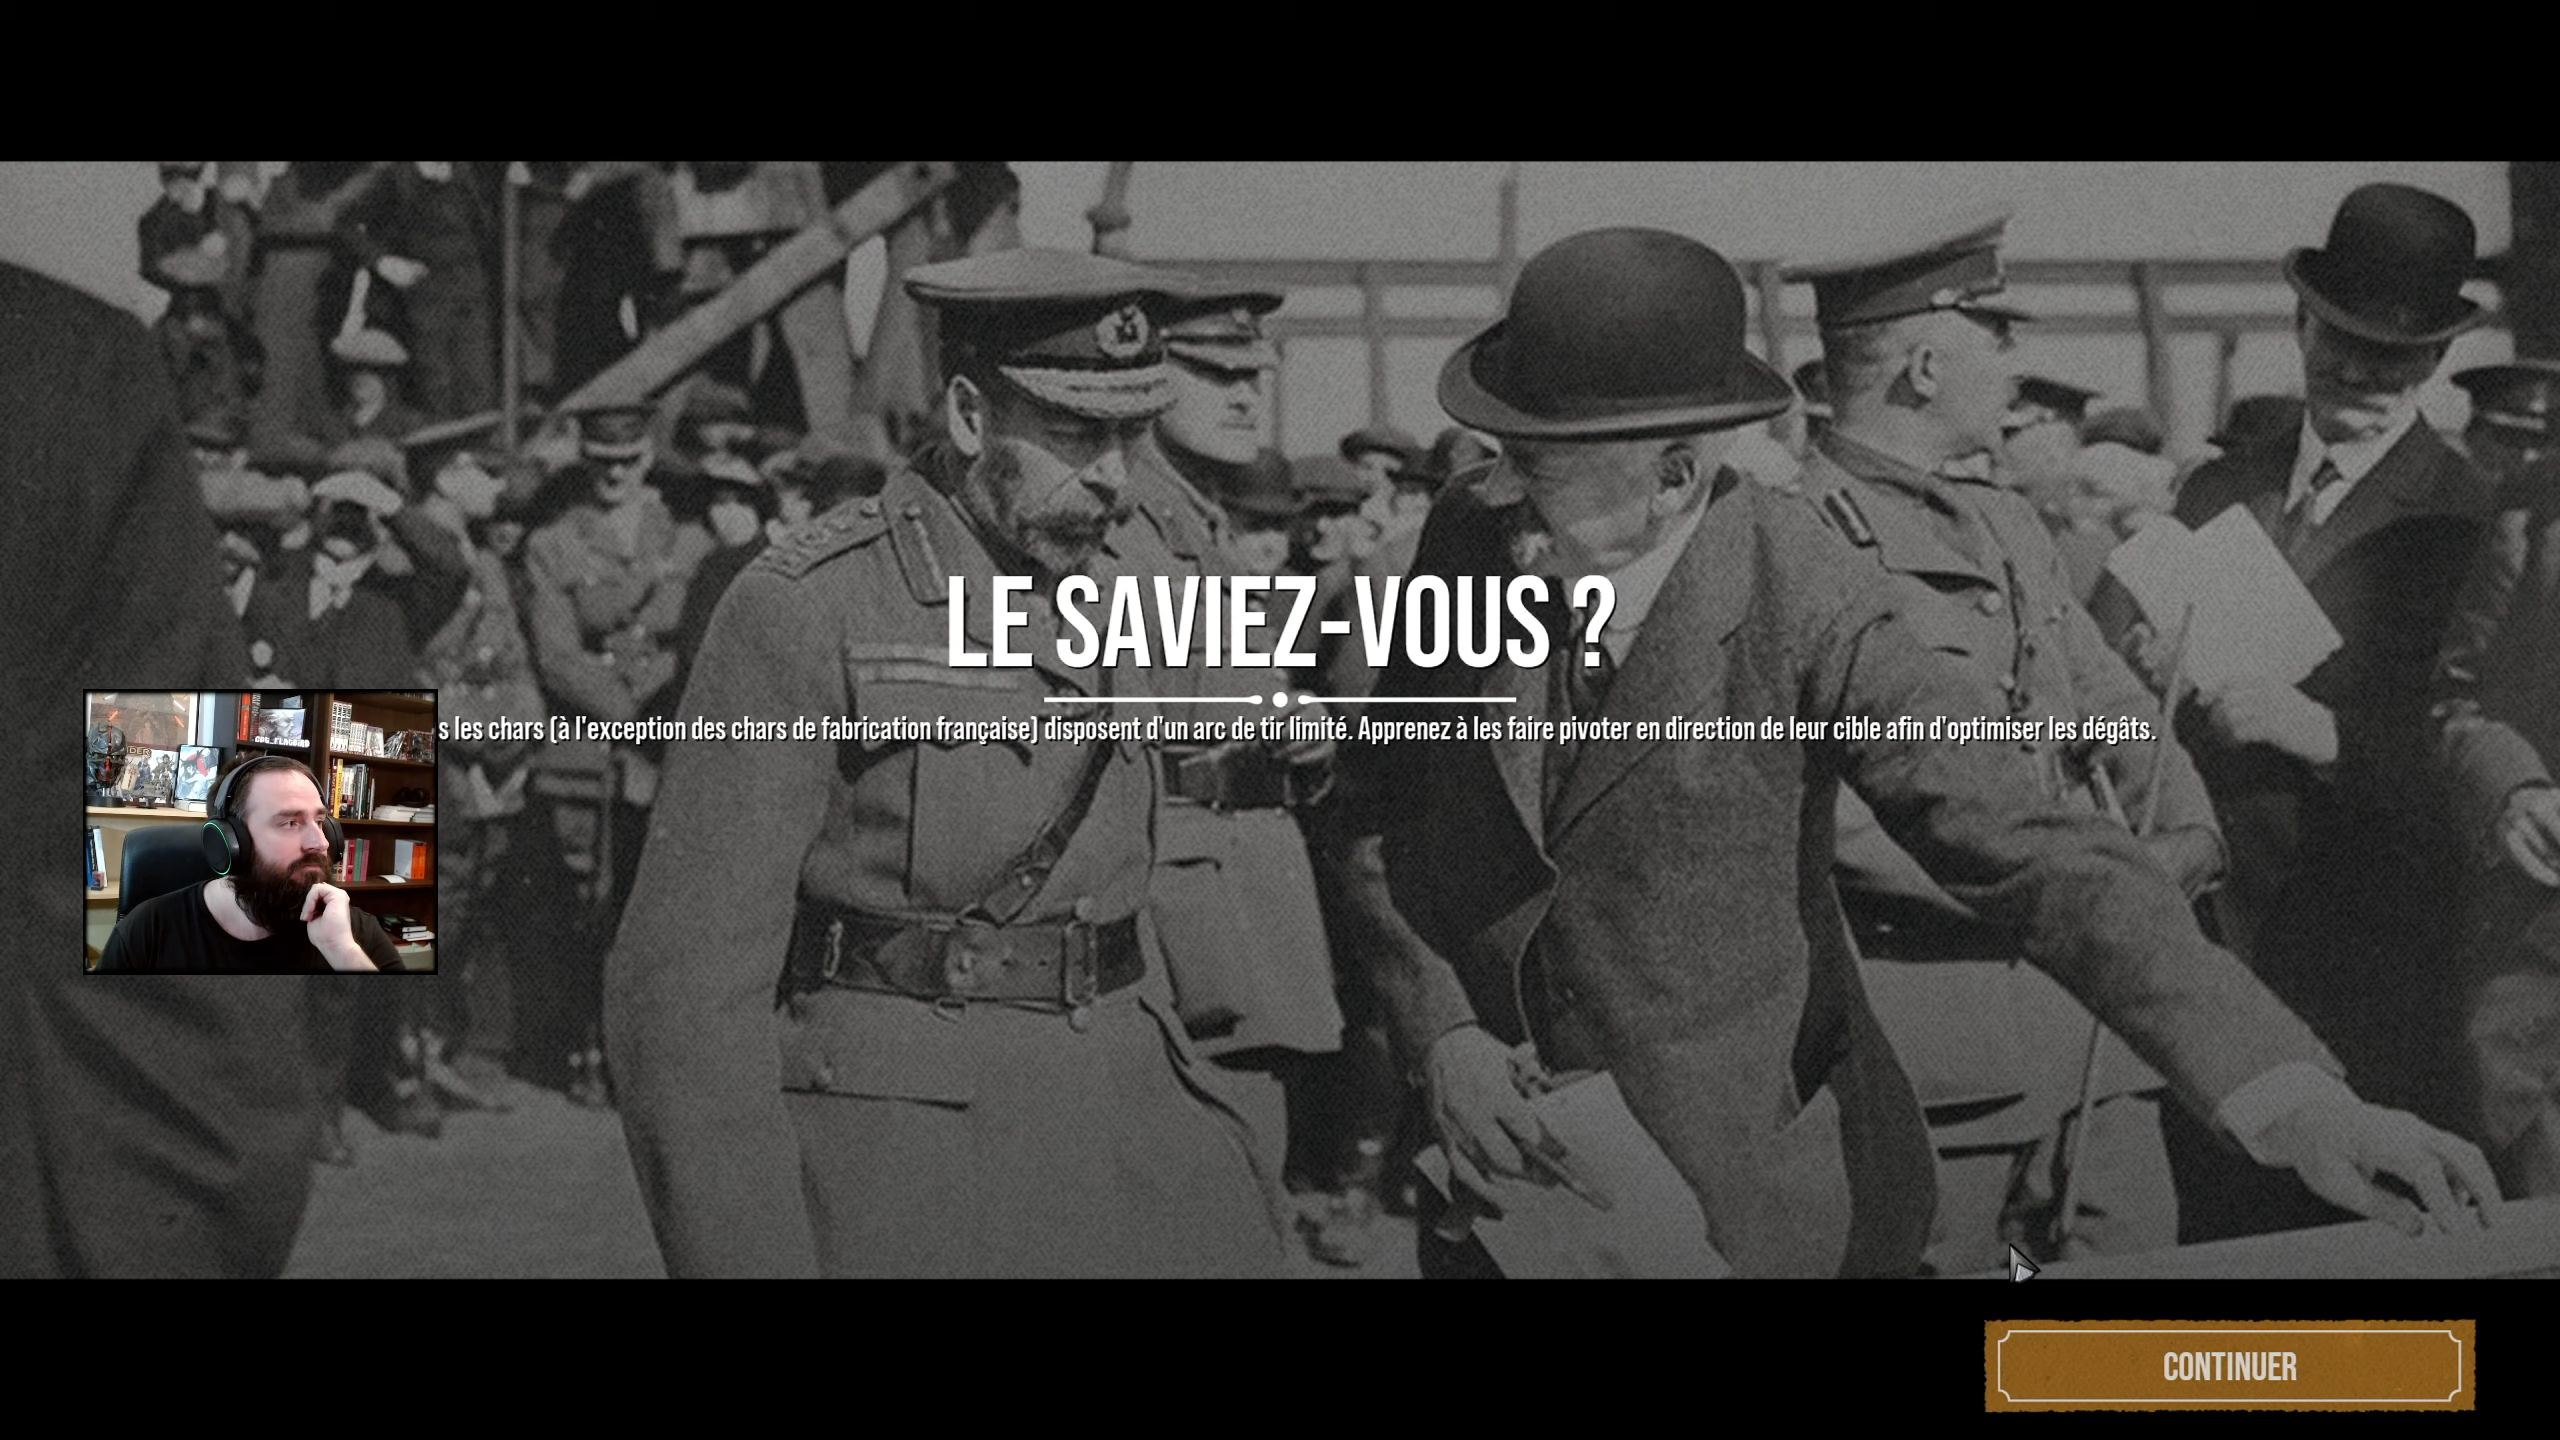 LE SAVIEZ-VOUS ?
s les chars (à l'exception des chars de fabrication française) disposent d'un arc de tir limité. Apprenez à les faire pivoter en direction de leur cible afin d'optimiser les dégâts.
CONTINUER